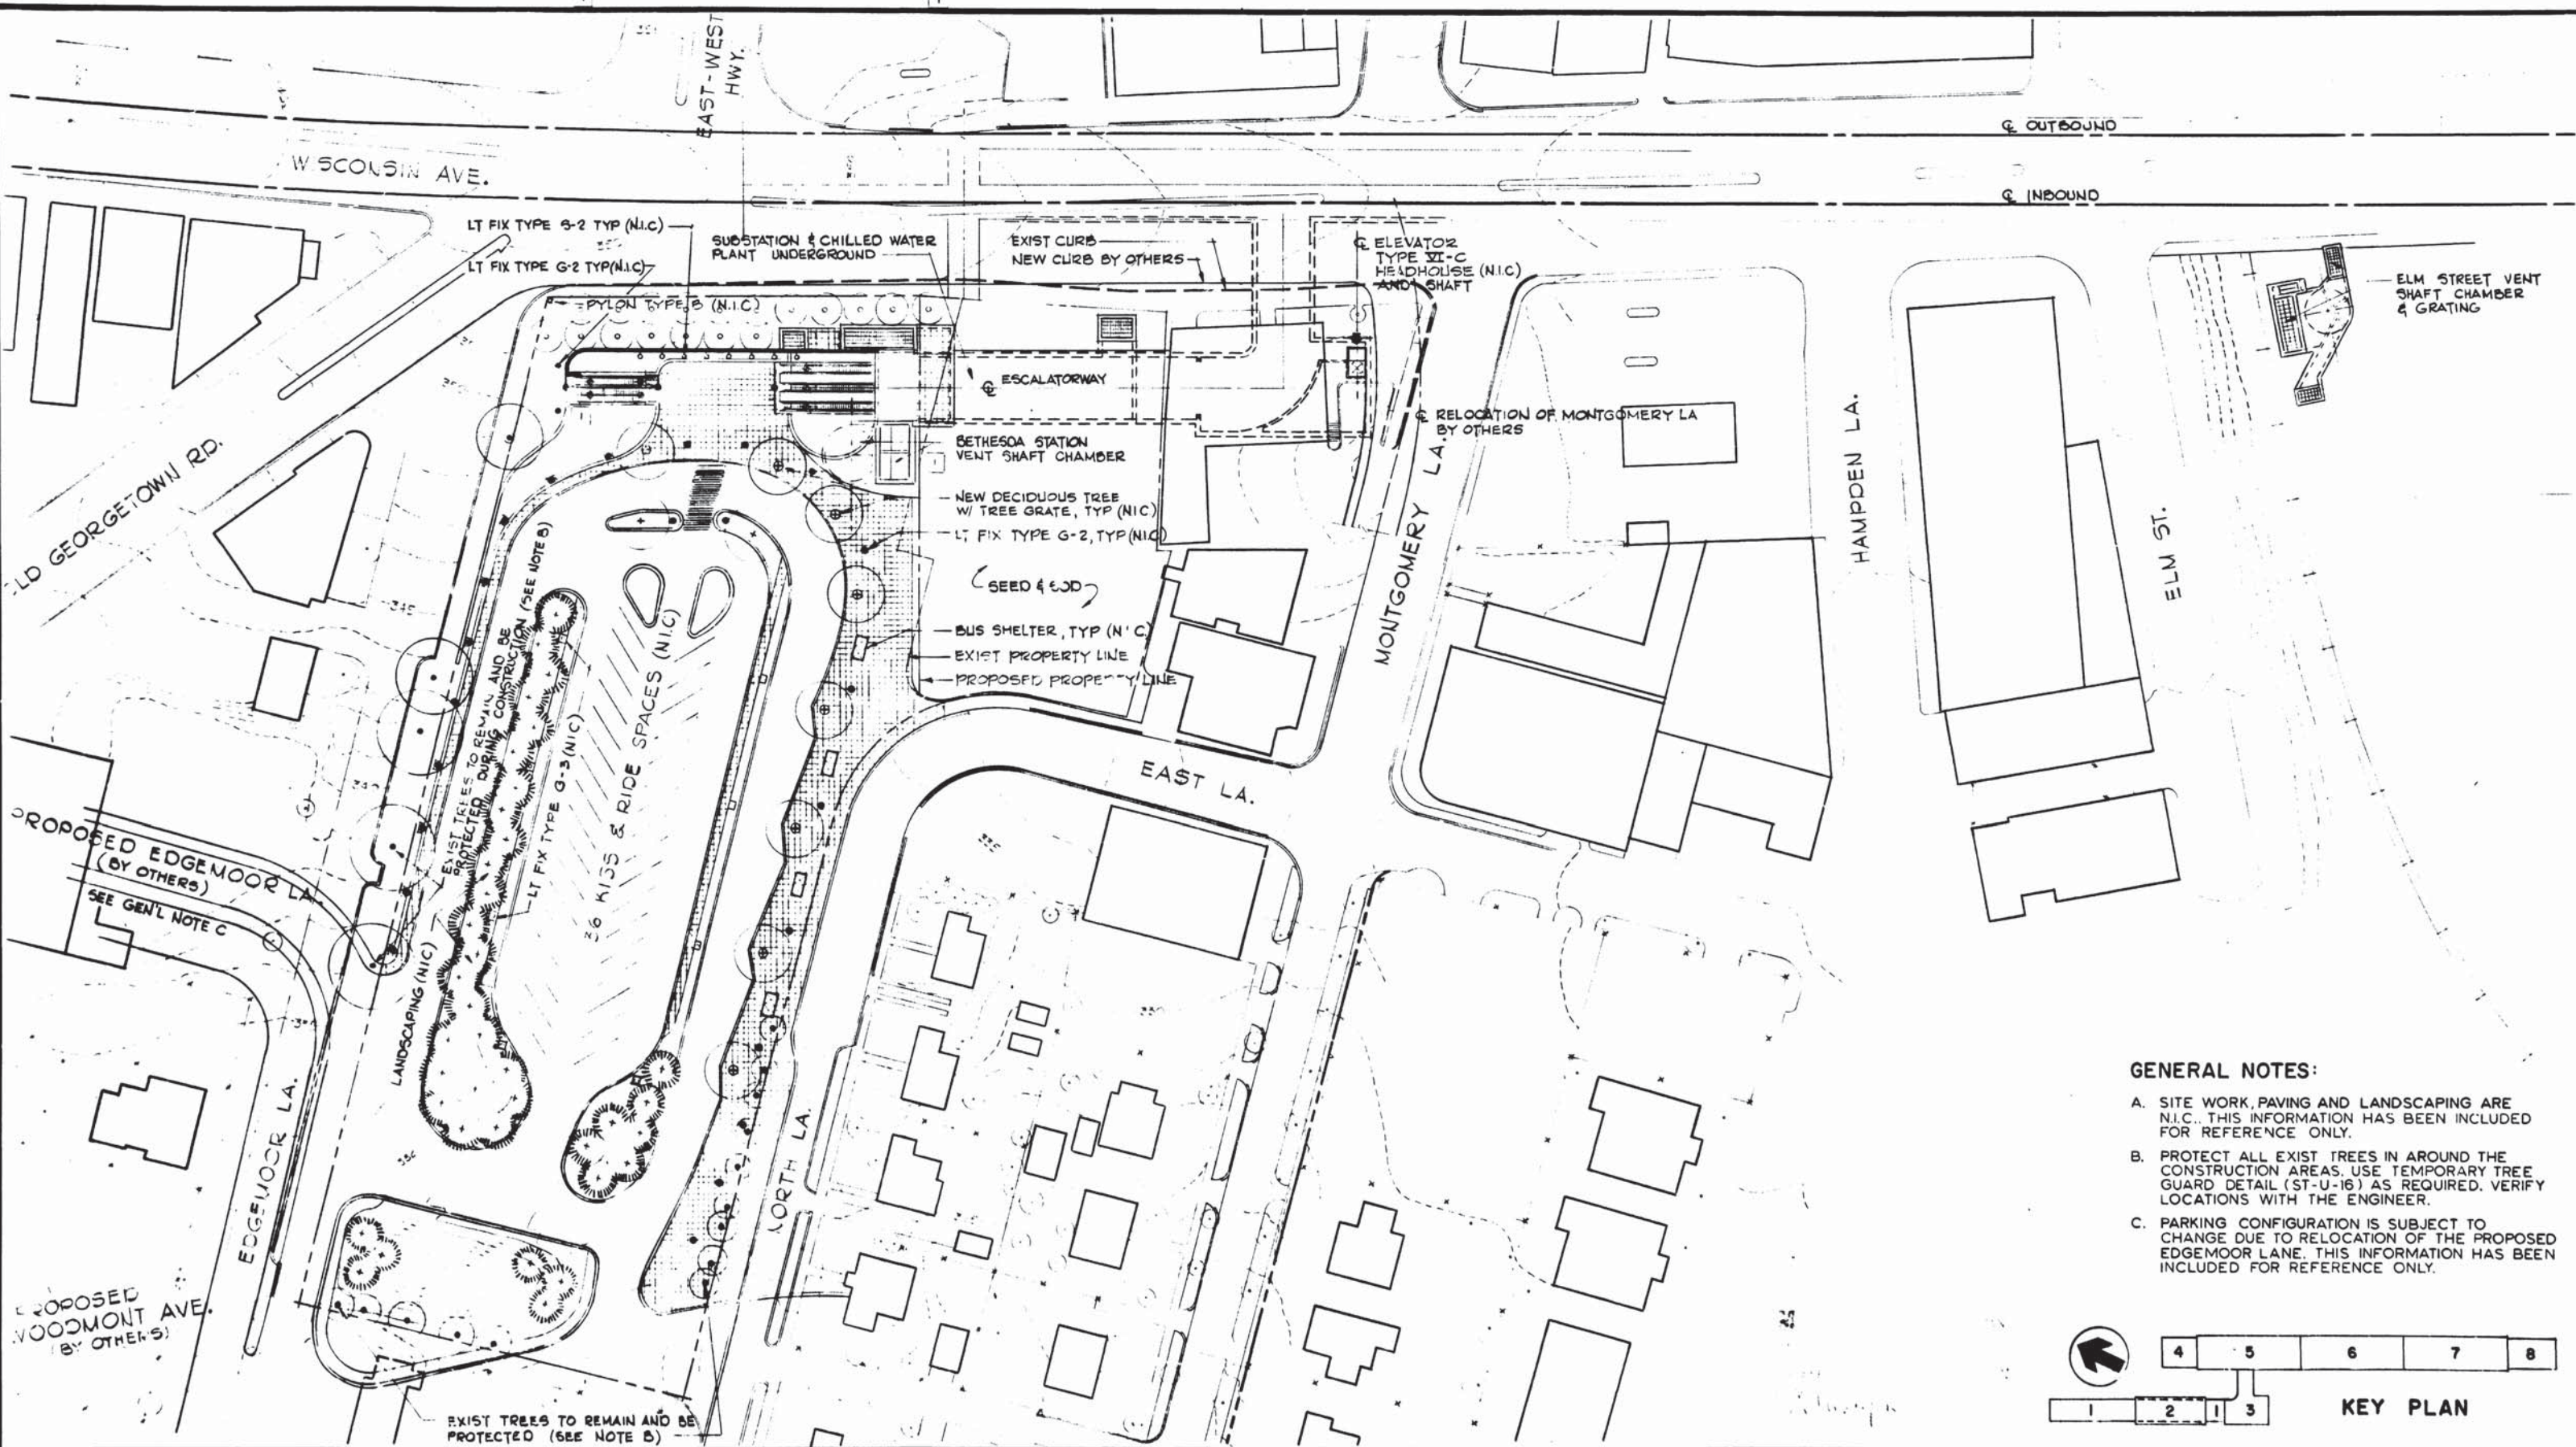 EAST-WEST
HWY.
℄ OUTBOUND
W SCONSIN AVE.
℄ INBOUND
LT FIX TYPE S-2 TYP (N.I.C)
LT FIX TYPE G-2 TYP(N.I.C)
PYLON TYPE B (N.I.C)
SUBSTATION & CHILLED WATER
PLANT UNDERGROUND
EXIST CURB
NEW CURB BY OTHERS
℄ ELEVATOR
TYPE VI-C
HEADHOUSE (N.I.C)
AND SHAFT
ELM STREET VENT
SHAFT CHAMBER
& GRATING
℄ ESCALATORWAY
℄ RELOCATION OF MONTGOMERY LA
BY OTHERS
BETHESDA STATION
VENT SHAFT CHAMBER
NEW DECIDUOUS TREE
W/ TREE GRATE, TYP (NIC)
LT FIX TYPE G-2, TYP(NIC)
SEED & SOD
BUS SHELTER, TYP (N C)
EXIST PROPERTY LINE
PROPOSED PROPE Y LINE
LD GEORGETOWN RD.
MONTGOMERY LA.
HAMPDEN LA.
ELM ST.
EAST LA.
EXIST TREES TO REMAIN AND BE
PROTECTED DURING CONSTRUCTION (SEE NOTE B)
LT FIX TYPE G-3 (NIC)
36 KISS & RIDE SPACES (N.I.C)
LANDSCAPING (NIC)
345
335
330
PROPOSED EDGEMOOR LA.
(BY OTHERS)
SEE GEN'L NOTE C
EDGEMOOR LA.
NORTH LA.
PROPOSED
WOODMONT AVE.
(BY OTHERS)
EXIST TREES TO REMAIN AND BE
PROTECTED (SEE NOTE B)
GENERAL NOTES:
A. SITE WORK, PAVING AND LANDSCAPING ARE
N.I.C.. THIS INFORMATION HAS BEEN INCLUDED
FOR REFERENCE ONLY.
B. PROTECT ALL EXIST TREES IN AROUND THE
CONSTRUCTION AREAS. USE TEMPORARY TREE
GUARD DETAIL (ST-U-16) AS REQUIRED. VERIFY
LOCATIONS WITH THE ENGINEER.
C. PARKING CONFIGURATION IS SUBJECT TO
CHANGE DUE TO RELOCATION OF THE PROPOSED
EDGEMOOR LANE. THIS INFORMATION HAS BEEN
INCLUDED FOR REFERENCE ONLY.
4 5 6 7 8
1 2 1 3
KEY PLAN